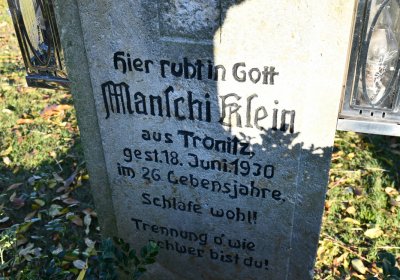 Hier ruht in Gott
Manschi Klein
aus Tronitz,
gest. 18. Juni. 1930
im 26. Lebensjahre,
Schlafe wohl!
Trennung o' wie
schwer bist du!